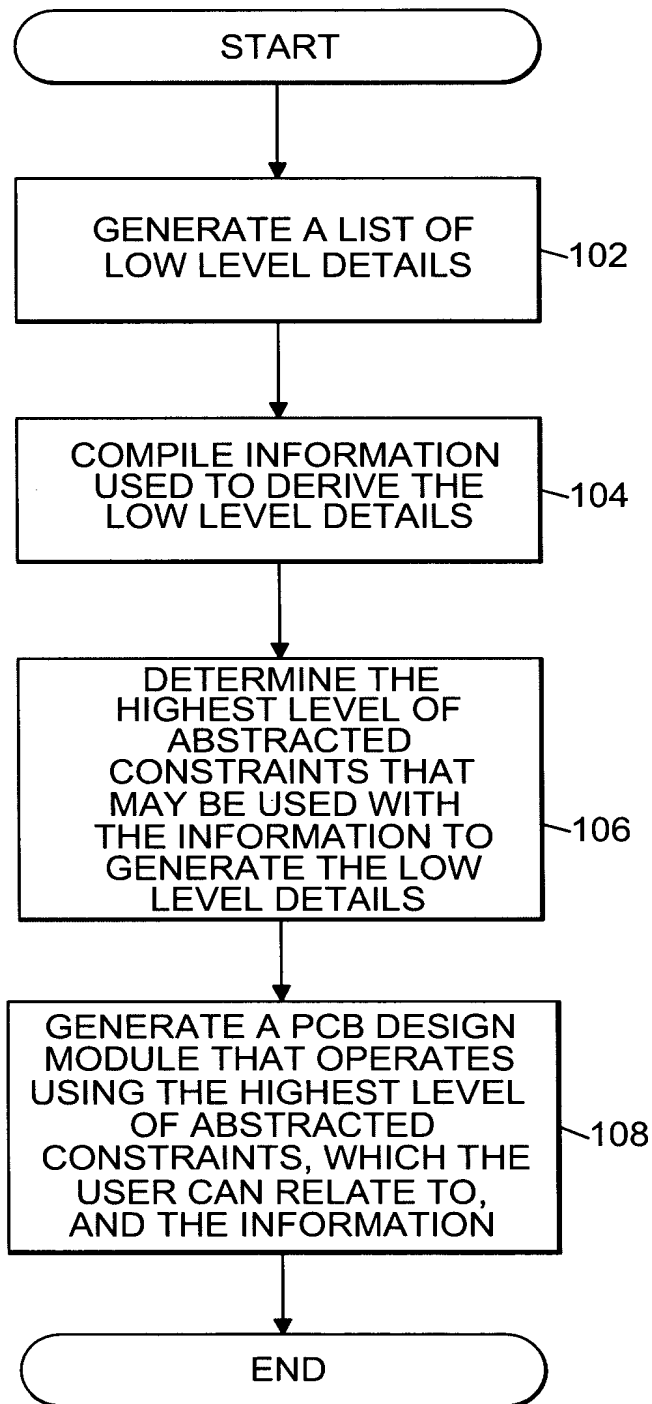 START
GENERATE A LIST OF
LOW LEVEL DETAILS
102
COMPILE INFORMATION
USED TO DERIVE THE
LOW LEVEL DETAILS
104
DETERMINE THE
HIGHEST LEVEL OF
ABSTRACTED
CONSTRAINTS THAT
MAY BE USED WITH
THE INFORMATION TO
GENERATE THE LOW
LEVEL DETAILS
106
GENERATE A PCB DESIGN
MODULE THAT OPERATES
USING THE HIGHEST LEVEL
OF ABSTRACTED
CONSTRAINTS, WHICH THE
USER CAN RELATE TO,
AND THE INFORMATION
108
END